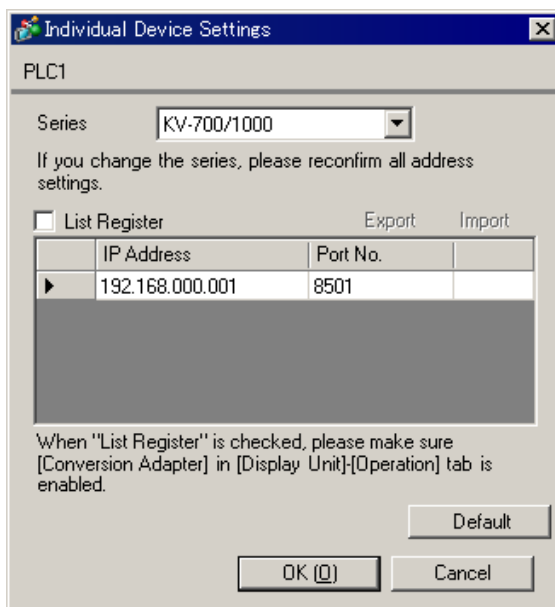 Individual Device Settings
PLC1
Series KV-700/1000
If you change the series, please reconfirm all address
settings.
List Register Export Import
IP Address Port No.
192.168.000.001 8501
When "List Register" is checked, please make sure
[Conversion Adapter] in [Display Unit]-[Operation] tab is
enabled.
Default
OK (O) Cancel